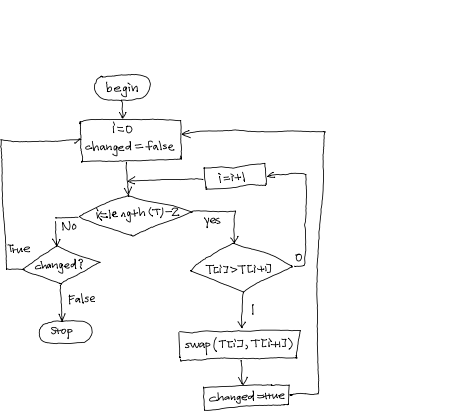 begin
i=0
changed=false
i=i+1
i<=length(T)-2
No
yes
True
changed?
T[i]>T[i+1]
0
False
1
Stop
swap(T[i],T[i+1])
changed=true